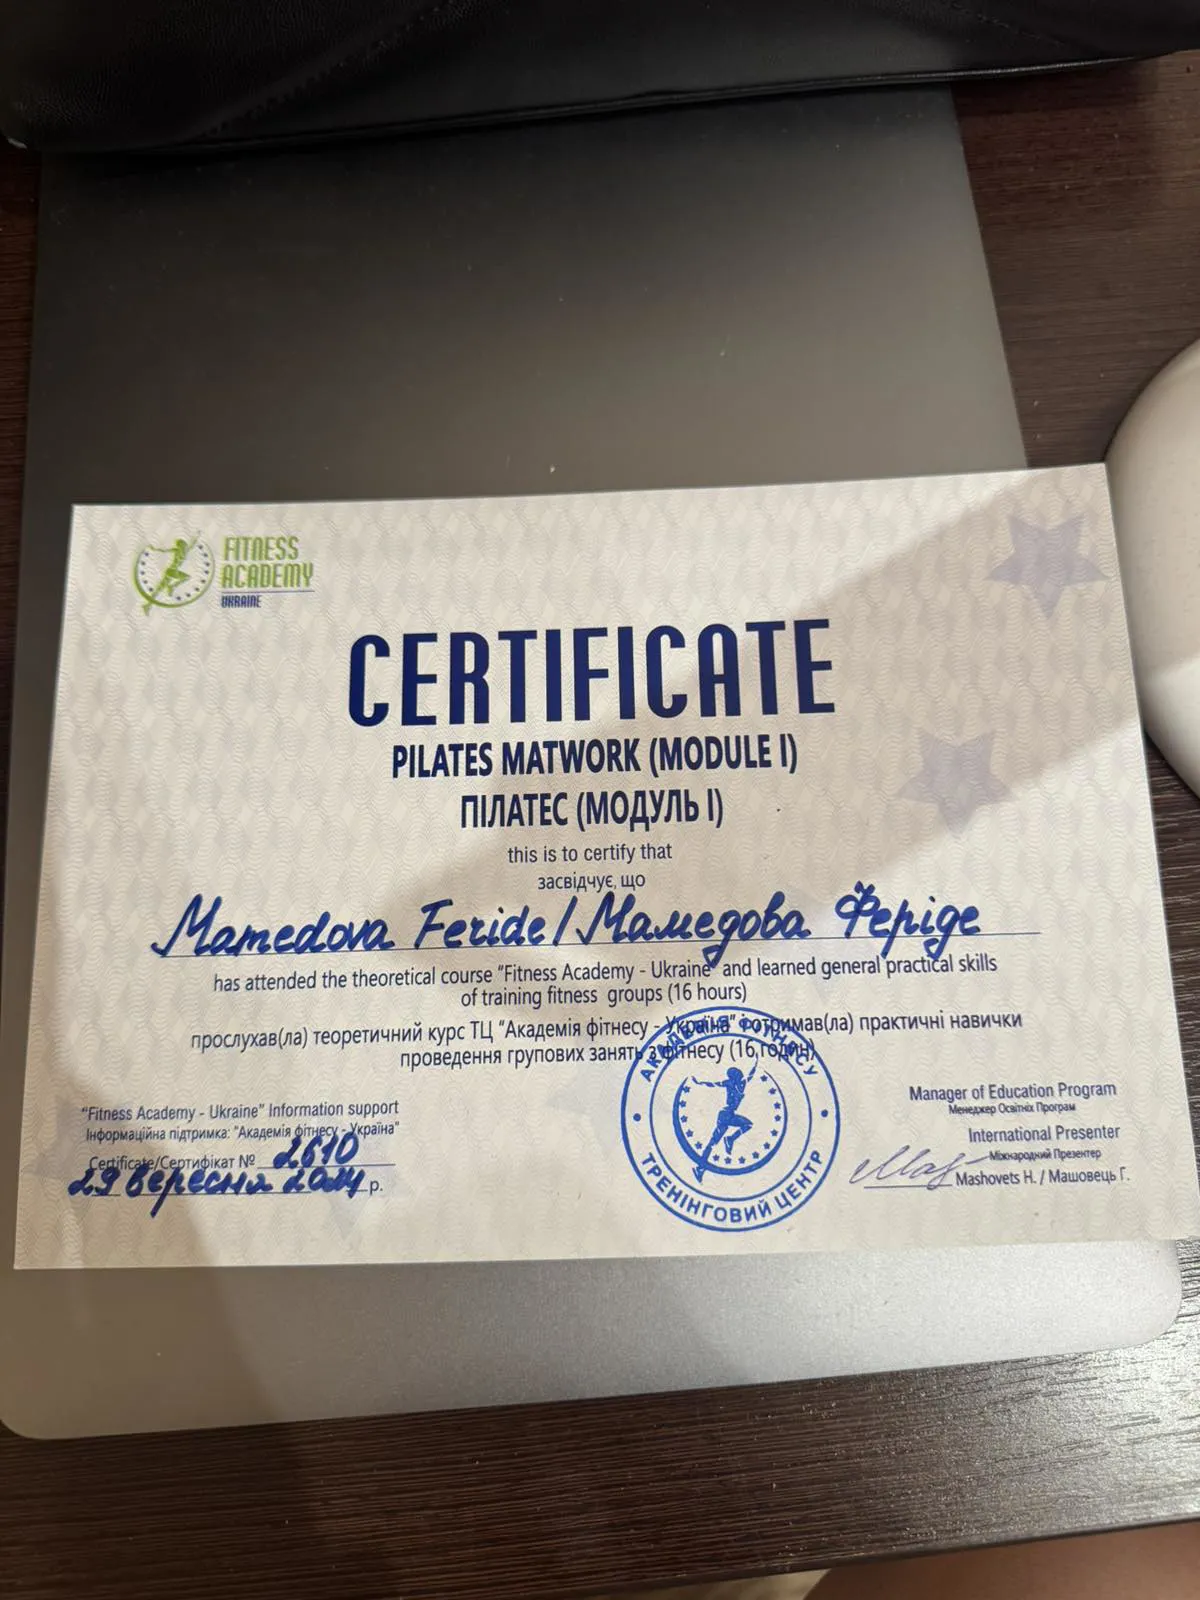 FITNESS
ACADEMY
UKRAINE
CERTIFICATE
PILATES MATWORK (MODULE I)
ПІЛАТЕС (МОДУЛЬ І)
this is to certify that
засвідчує, що
Mamedova Feride / Мамедова Феріде
has attended the theoretical course "Fitness Academy - Ukraine" and learned general practical skills
of training fitness groups (16 hours)
прослухав(ла) теоретичний курс ТЦ "Академія фітнесу - Україна" і отримав(ла) практичні навички
проведення групових занять з фітнесу (16 годин)
"Fitness Academy - Ukraine" Information support
Інформаційна підтримка: "Академія фітнесу - Україна"
Certificate/Сертифікат № 2610
29 вересня 2024 р.
АКАДЕМІЯ ФІТНЕСУ
ТРЕНІНГОВИЙ ЦЕНТР
Manager of Education Program
Менеджер Освітніх Програм
International Presenter
Міжнародний Презентер
Mashovets H. / Машовець Г.